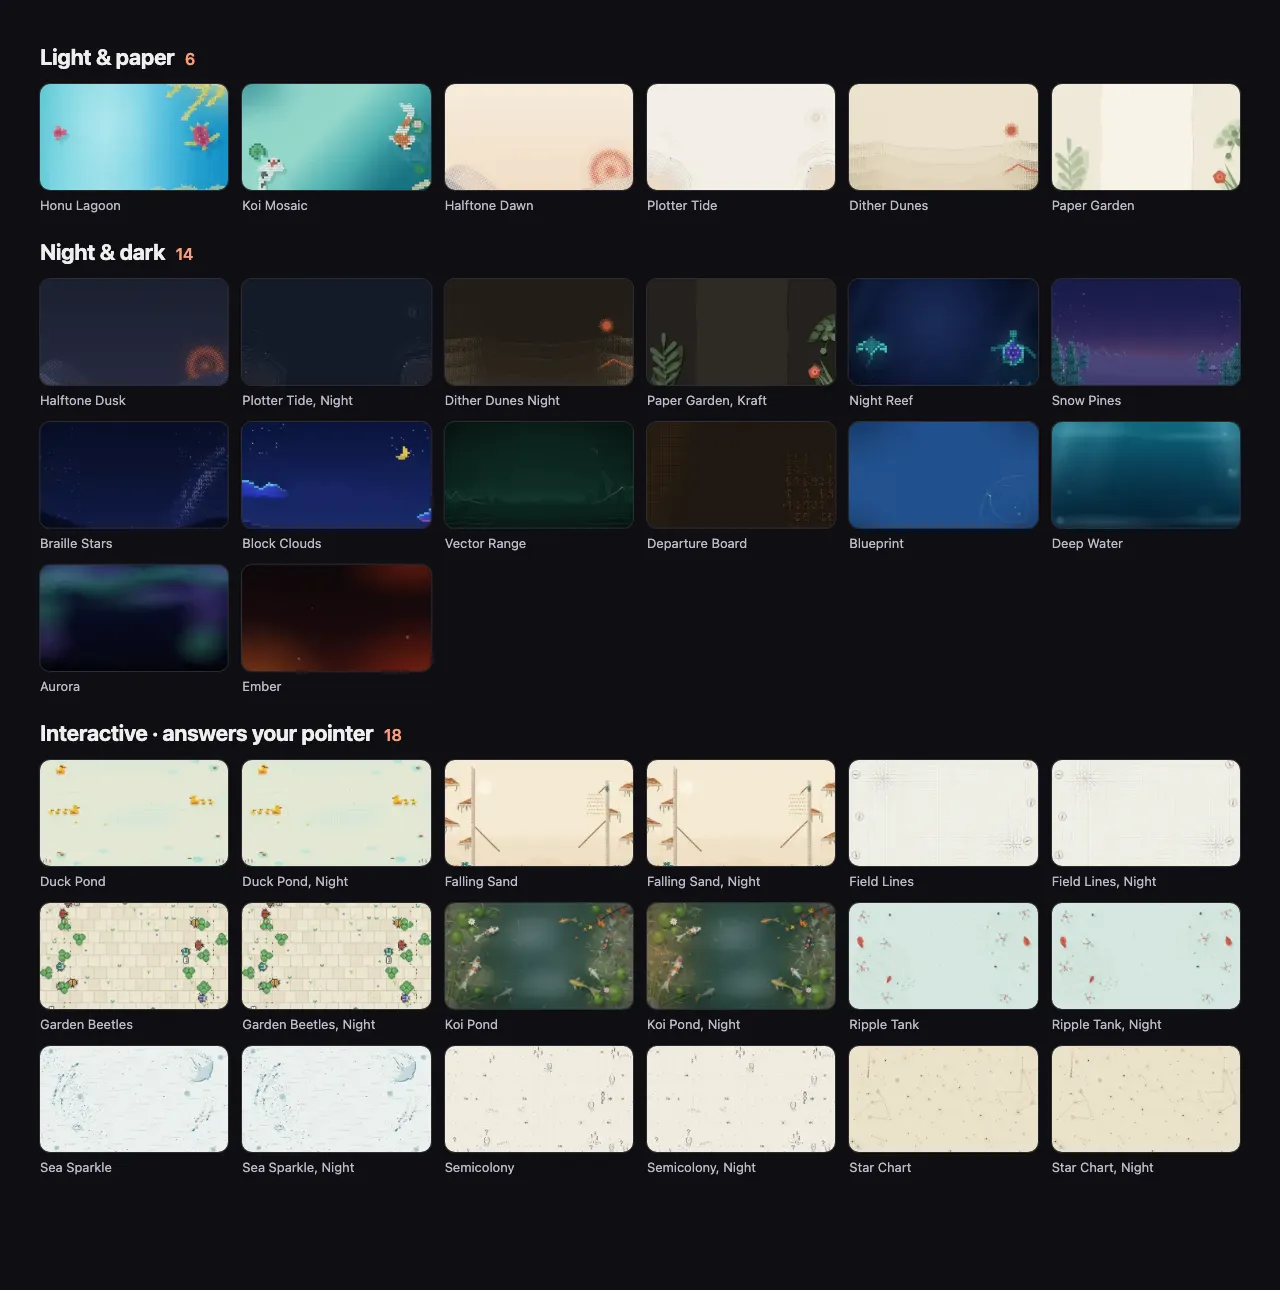 Light & paper 6
Honu Lagoon
Koi Mosaic
Halftone Dawn
Plotter Tide
Dither Dunes
Paper Garden
Night & dark 14
Halftone Dusk
Plotter Tide, Night
Dither Dunes Night
Paper Garden, Kraft
Night Reef
Snow Pines
Braille Stars
Block Clouds
Vector Range
Departure Board
Blueprint
Deep Water
Aurora
Ember
Interactive · answers your pointer 18
Duck Pond
Duck Pond, Night
Falling Sand
Falling Sand, Night
Field Lines
Field Lines, Night
Garden Beetles
Garden Beetles, Night
Koi Pond
Koi Pond, Night
Ripple Tank
Ripple Tank, Night
Sea Sparkle
Sea Sparkle, Night
Semicolony
Semicolony, Night
Star Chart
Star Chart, Night